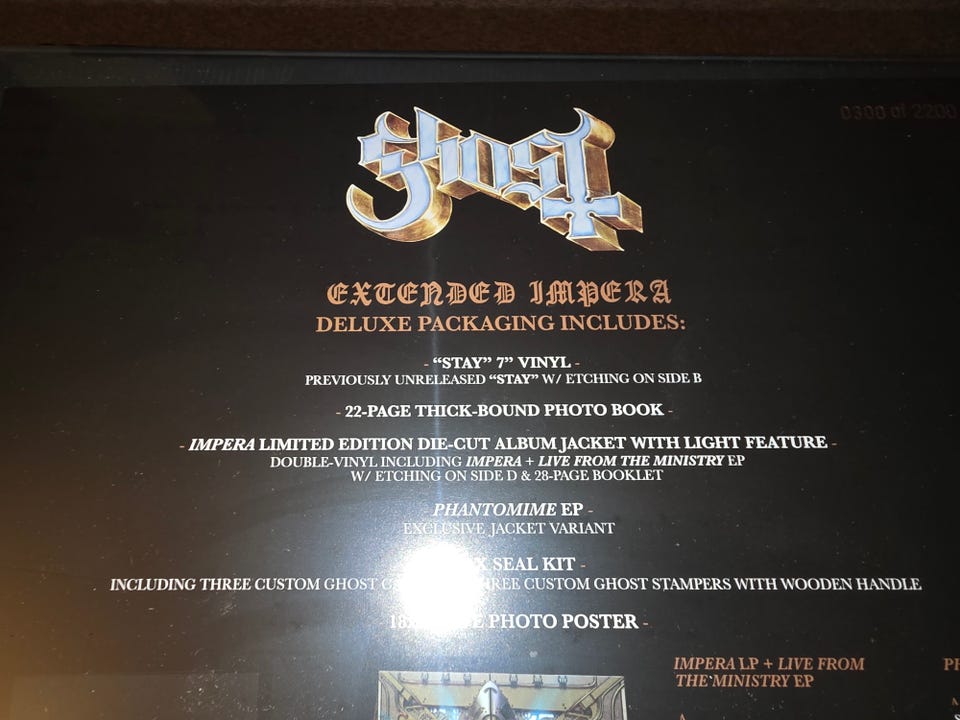 0300 of 2200
Ghost
EXTENDED IMPERA
DELUXE PACKAGING INCLUDES:
- “STAY” 7” VINYL -
PREVIOUSLY UNRELEASED “STAY” W/ ETCHING ON SIDE B
- 22-PAGE THICK-BOUND PHOTO BOOK -
- IMPERA LIMITED EDITION DIE-CUT ALBUM JACKET WITH LIGHT FEATURE -
DOUBLE-VINYL INCLUDING IMPERA + LIVE FROM THE MINISTRY EP
W/ ETCHING ON SIDE D & 28-PAGE BOOKLET
- PHANTOMIME EP -
EXCLUSIVE JACKET VARIANT
SEAL KIT -
INCLUDING THREE CUSTOM GHOST CUSTOM GHOST STAMPERS WITH WOODEN HANDLE
PHOTO POSTER -
IMPERA LP + LIVE FROM
THE MINISTRY EP